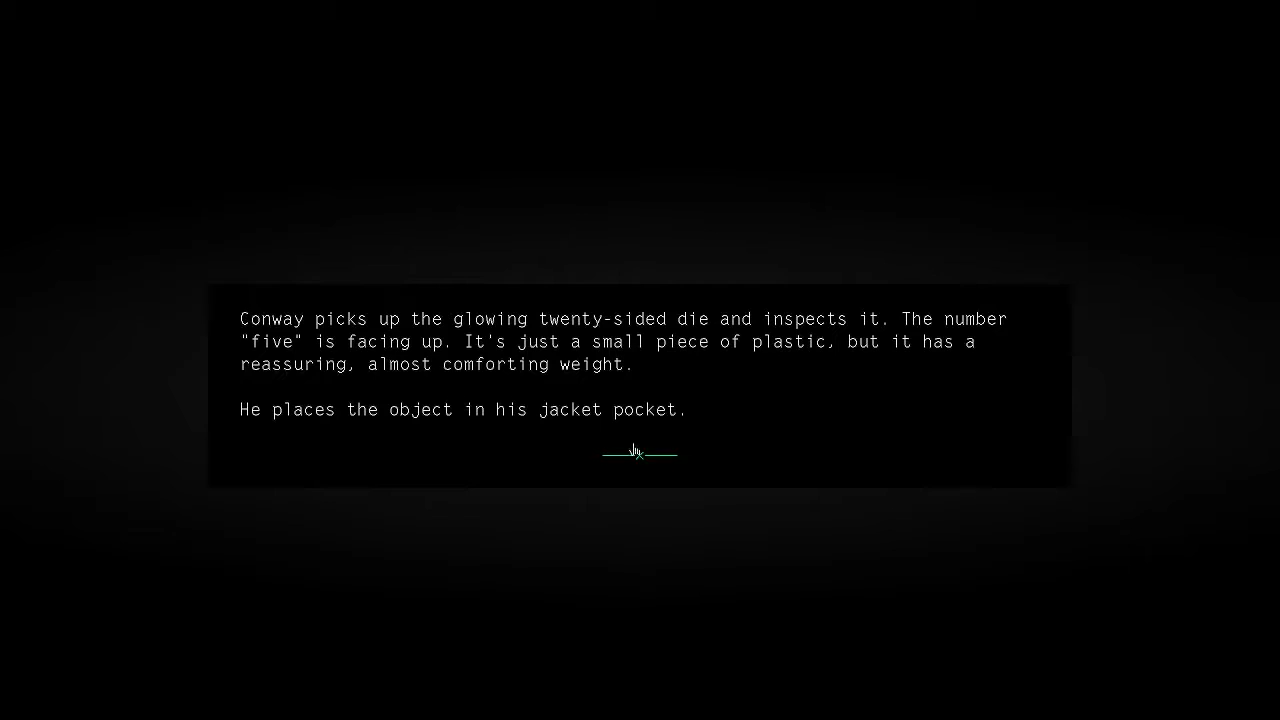 Conway picks up the glowing twenty-sided die and inspects it. The number
"five" is facing up. It's just a small piece of plastic, but it has a
reassuring, almost comforting weight.
He places the object in his jacket pocket.